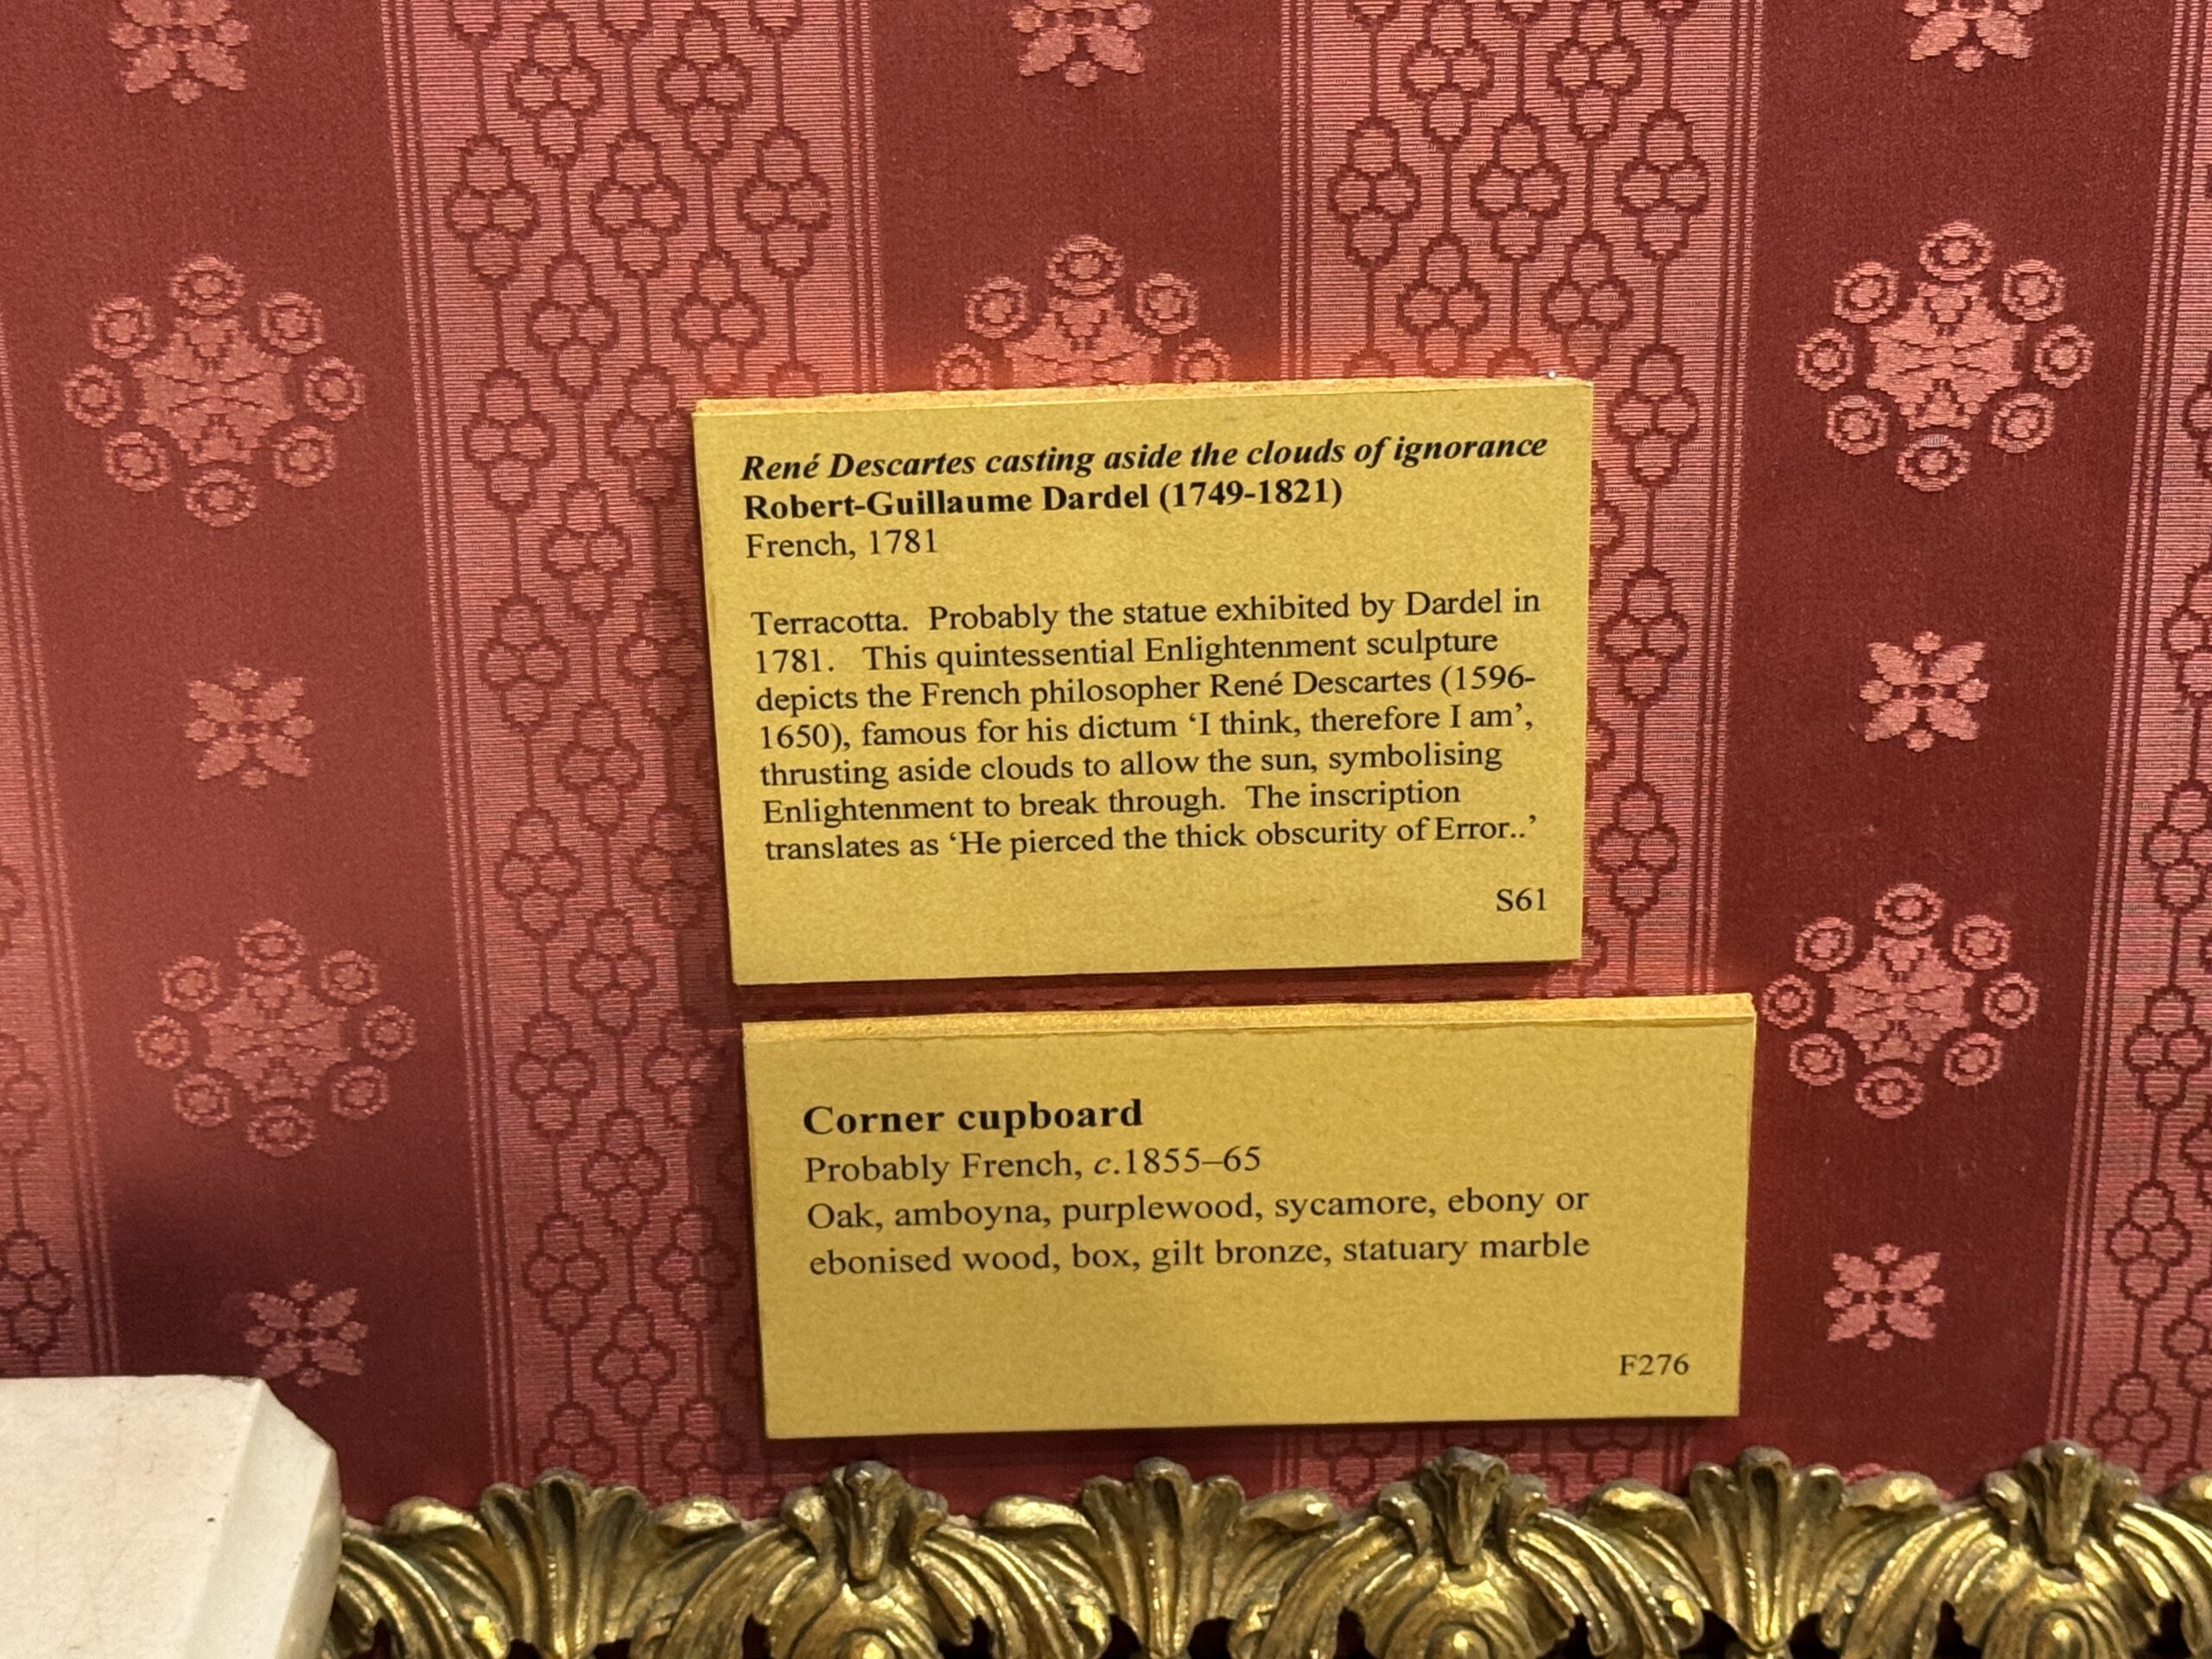 René Descartes casting aside the clouds of ignorance
Robert-Guillaume Dardel (1749-1821)
French, 1781
Terracotta. Probably the statue exhibited by Dardel in
1781. This quintessential Enlightenment sculpture
depicts the French philosopher René Descartes (1596-
1650), famous for his dictum ‘I think, therefore I am’,
thrusting aside clouds to allow the sun, symbolising
Enlightenment to break through. The inscription
translates as ‘He pierced the thick obscurity of Error..’
S61
Corner cupboard
Probably French, c.1855–65
Oak, amboyna, purplewood, sycamore, ebony or
ebonised wood, box, gilt bronze, statuary marble
F276